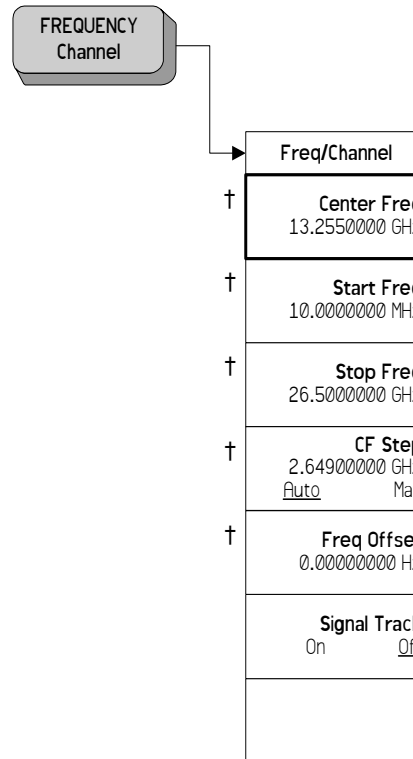 FREQUENCY
Channel
Freq/Channel
†
Center Fre
13.2550000 GH
†
Start Fre
10.0000000 MH
†
Stop Fre
26.5000000 GH
†
CF Ste
2.64900000 GH
Auto Ma
†
Freq Offse
0.00000000 H
Signal Trac
On Of